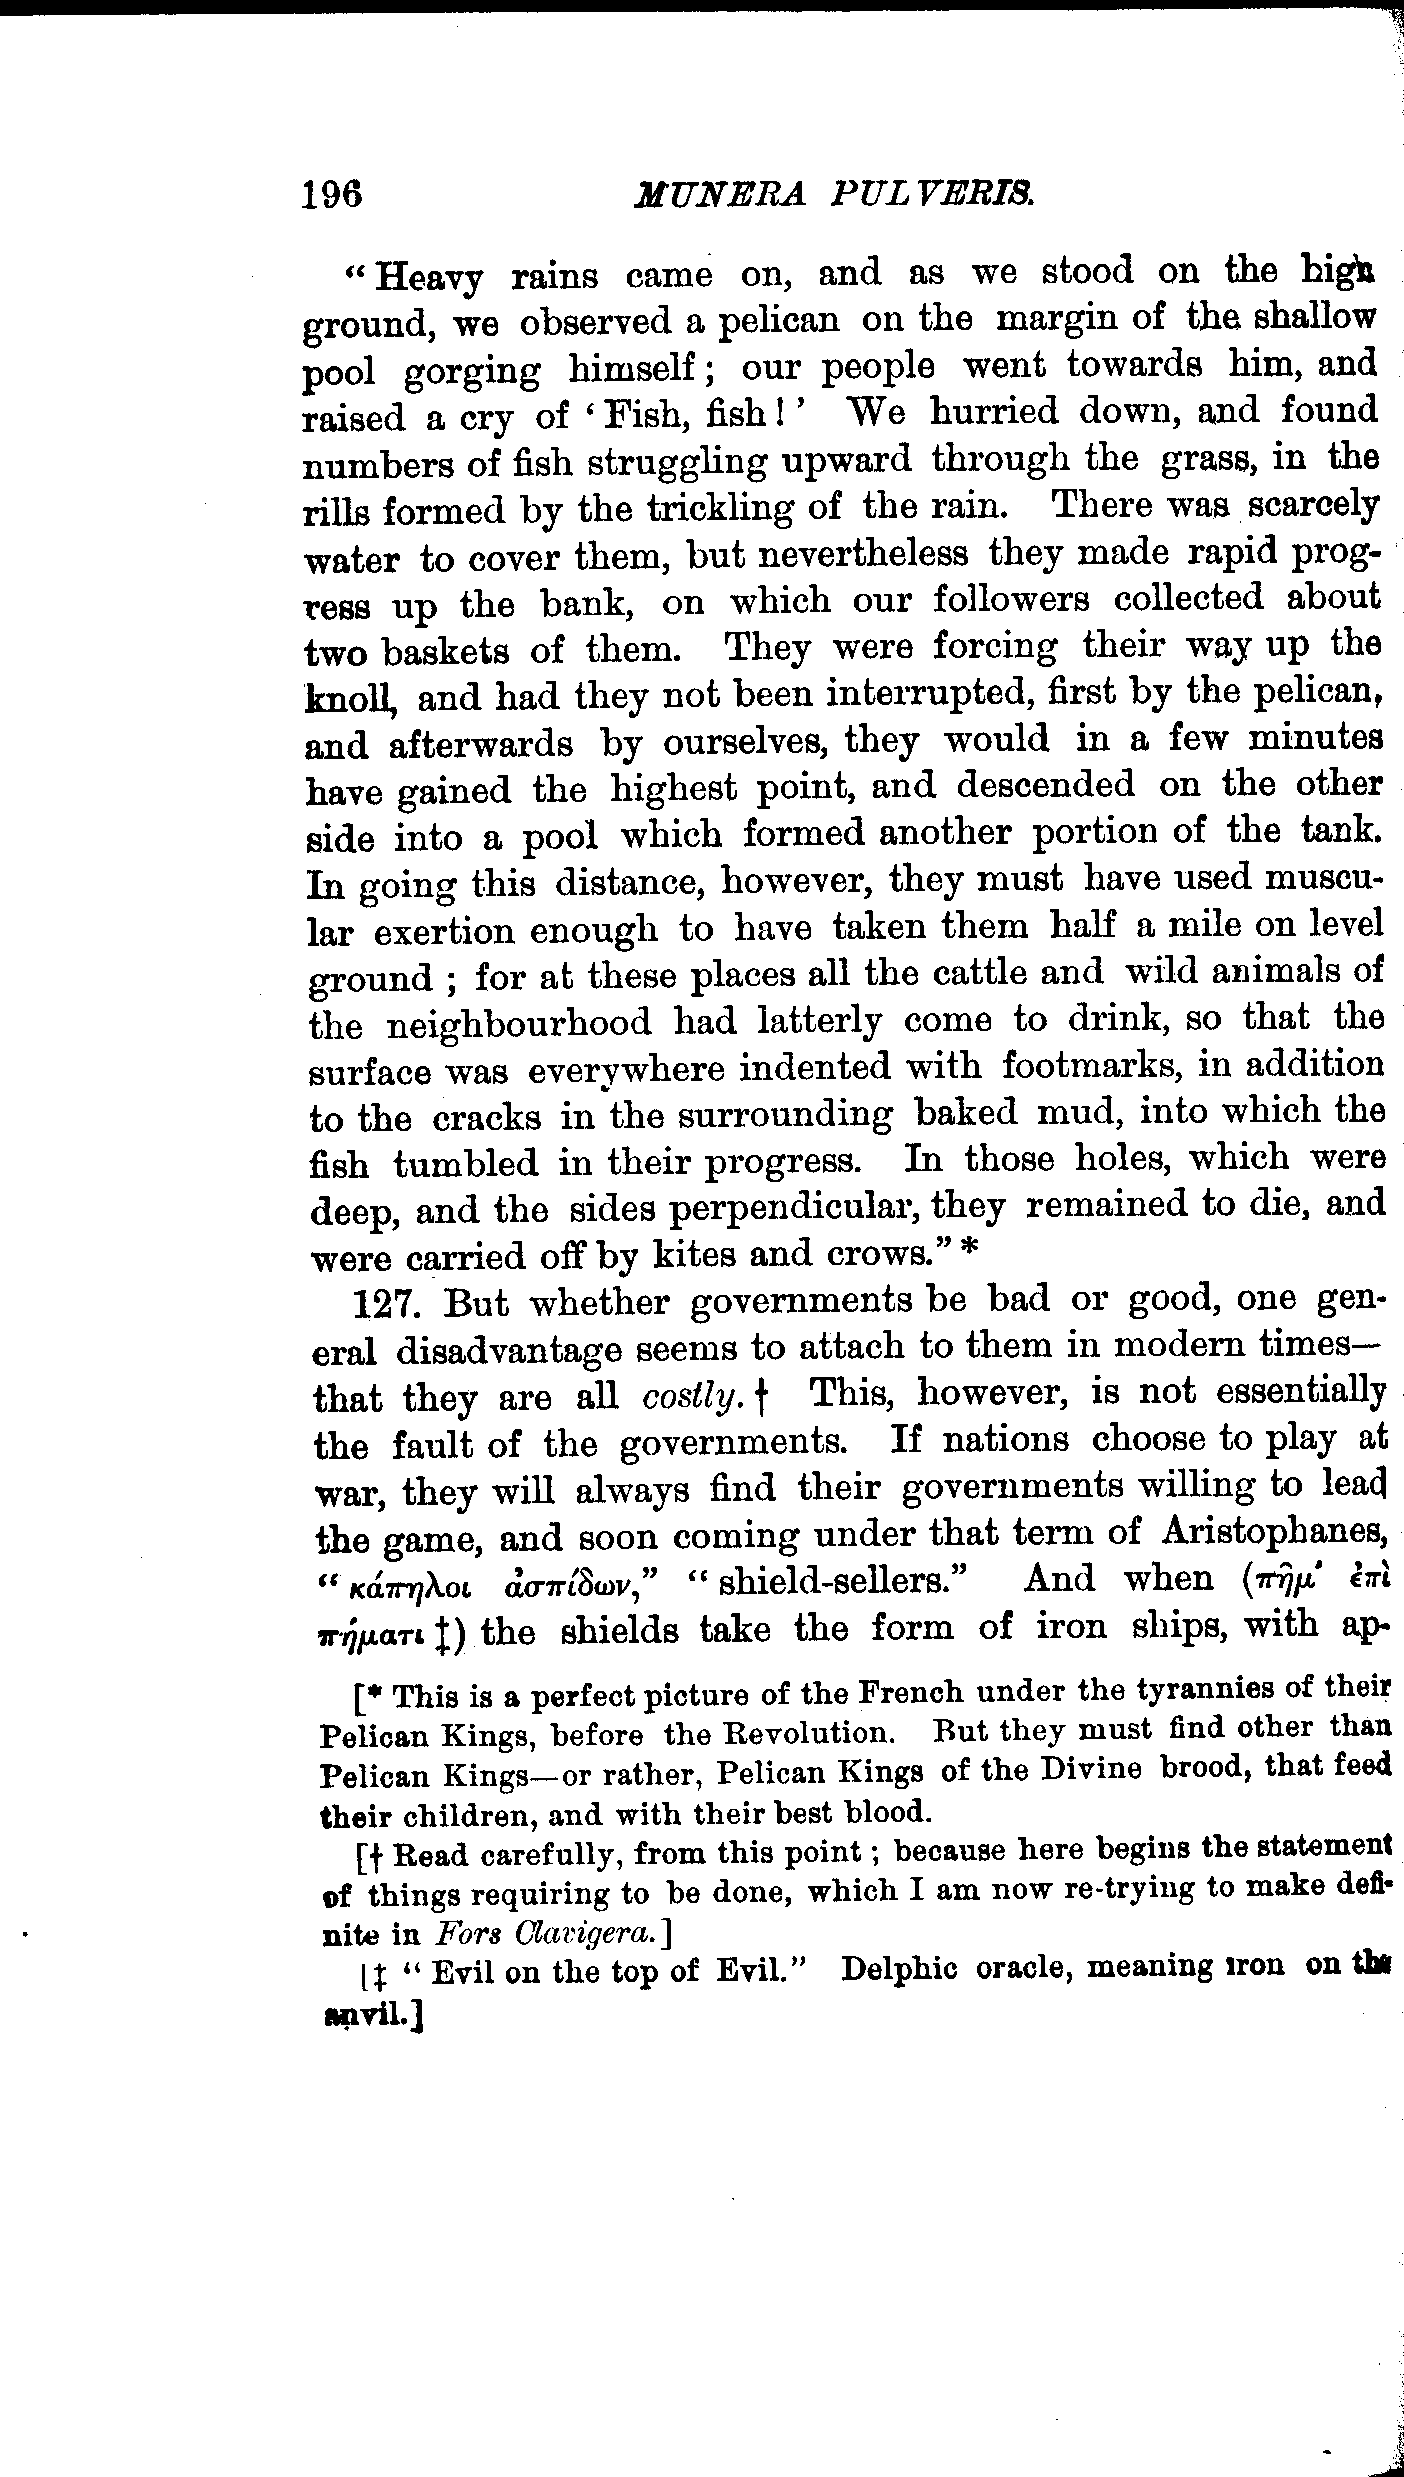 196 MUNERA PULVERIS.
“Heavy rains came on, and as we stood on the high
ground, we observed a pelican on the margin of the shallow
pool gorging himself; our people went towards him, and
raised a cry of ‘Fish, fish!’ We hurried down, and found
numbers of fish struggling upward through the grass, in the
rills formed by the trickling of the rain. There was scarcely
water to cover them, but nevertheless they made rapid prog-
ress up the bank, on which our followers collected about
two baskets of them. They were forcing their way up the
knoll, and had they not been interrupted, first by the pelican,
and afterwards by ourselves, they would in a few minutes
have gained the highest point, and descended on the other
side into a pool which formed another portion of the tank.
In going this distance, however, they must have used muscu-
lar exertion enough to have taken them half a mile on level
ground; for at these places all the cattle and wild animals of
the neighbourhood had latterly come to drink, so that the
surface was everywhere indented with footmarks, in addition
to the cracks in the surrounding baked mud, into which the
fish tumbled in their progress. In those holes, which were
deep, and the sides perpendicular, they remained to die, and
were carried off by kites and crows.”*
127. But whether governments be bad or good, one gen-
eral disadvantage seems to attach to them in modern times—
that they are all costly.† This, however, is not essentially
the fault of the governments. If nations choose to play at
war, they will always find their governments willing to lead
the game, and soon coming under that term of Aristophanes,
“κάπηλοι ἀσπίδων,” “shield-sellers.” And when (πῆμ’ ἐπὶ
πήματι ‡) the shields take the form of iron ships, with ap-
[* This is a perfect picture of the French under the tyrannies of their
Pelican Kings, before the Revolution. But they must find other than
Pelican Kings—or rather, Pelican Kings of the Divine brood, that feed
their children, and with their best blood.
[† Read carefully, from this point; because here begins the statement
of things requiring to be done, which I am now re-trying to make defi-
nite in Fors Clavigera.]
[‡ “Evil on the top of Evil.” Delphic oracle, meaning iron on the
anvil.]